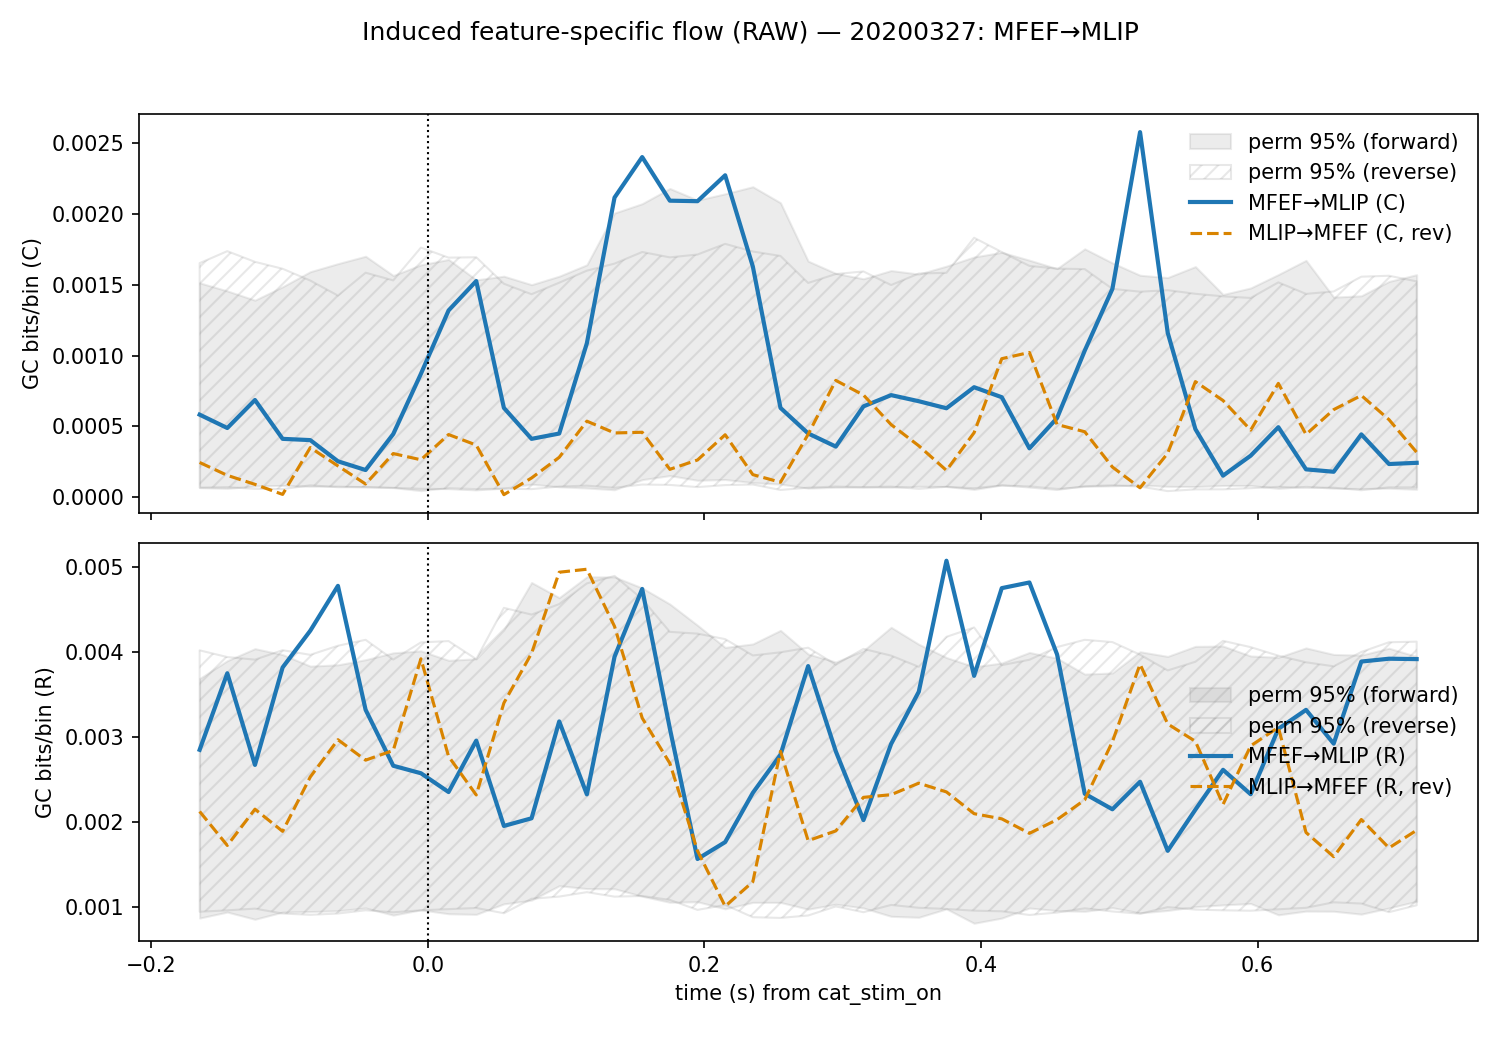 Induced feature-specific flow (RAW) — 20200327: MFEF→MLIP
GC bits/bin (C)
0.0025
0.0020
0.0015
0.0010
0.0005
0.0000
perm 95% (forward)
perm 95% (reverse)
MFEF→MLIP (C)
MLIP→MFEF (C, rev)
GC bits/bin (R)
0.005
0.004
0.003
0.002
0.001
perm 95% (forward)
perm 95% (reverse)
MFEF→MLIP (R)
MLIP→MFEF (R, rev)
−0.2 0.0 0.2 0.4 0.6
time (s) from cat_stim_on